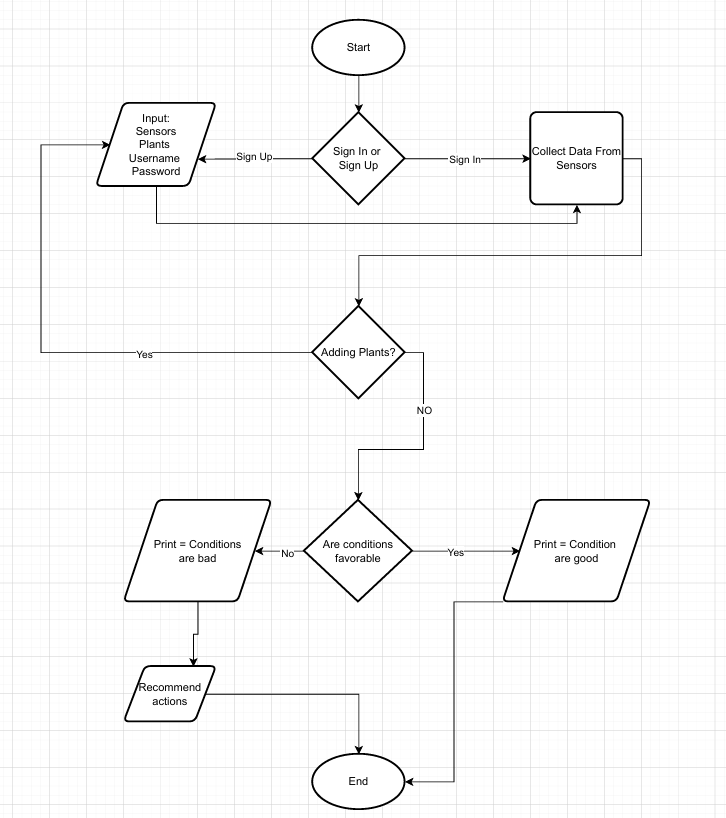 Start
Input:
Sensors
Plants
Username
Password
Sign Up
Sign In or
Sign Up
Sign In
Collect Data From
Sensors
Adding Plants?
Yes
NO
Print = Conditions
are bad
No
Are conditions
favorable
Yes
Print = Condition
are good
Recommend
actions
End